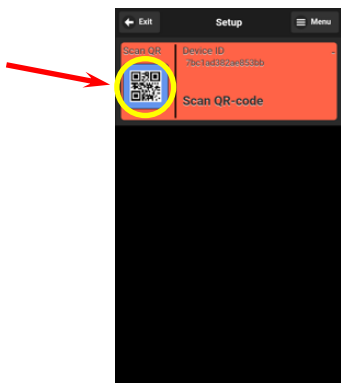 Exit
Setup
Menu
Scan QR
Device ID
-
7bc1ad382ae853bb
Scan QR-code